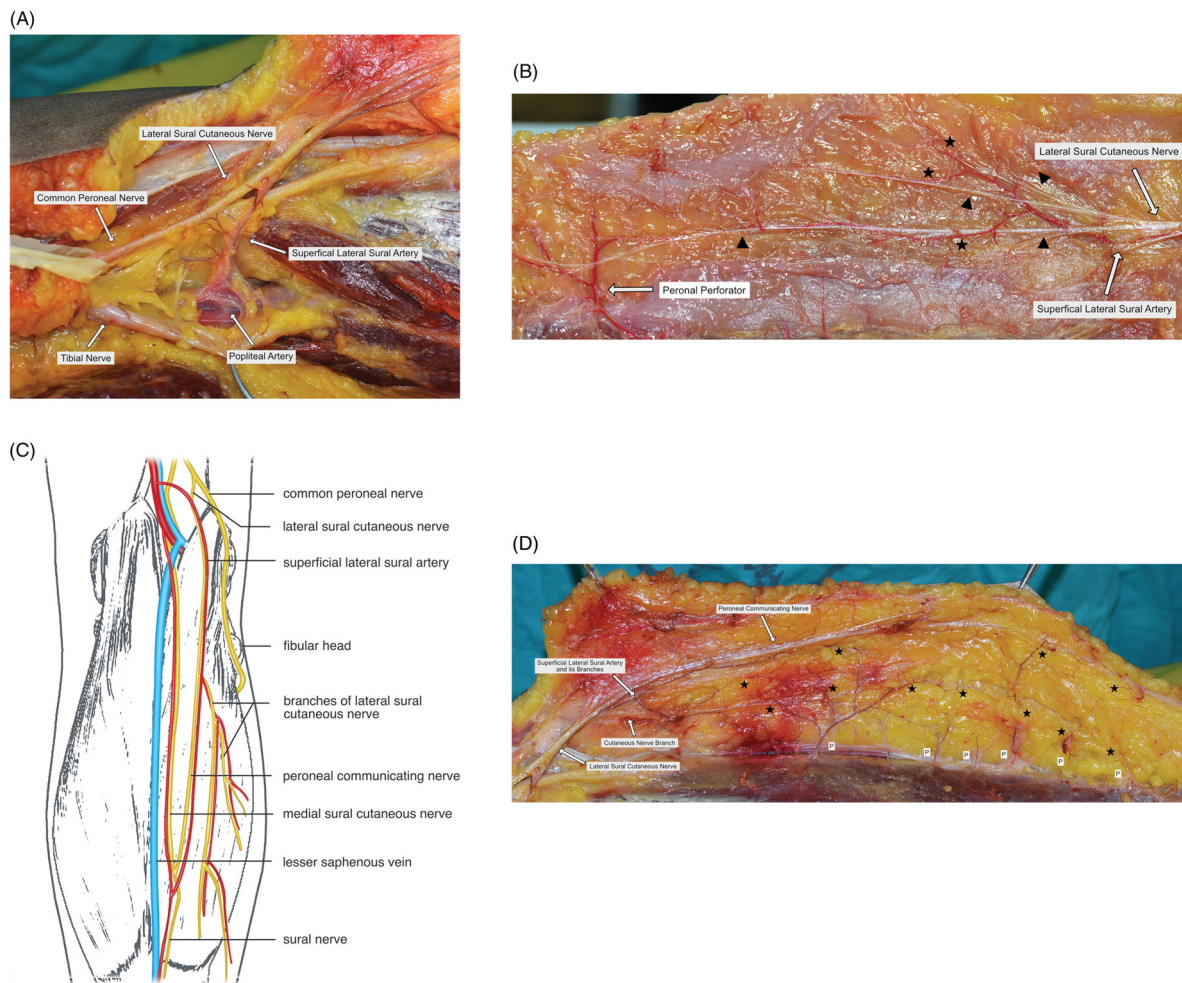 (A)
Lateral Sural Cutaneous Nerve
Common Peroneal Nerve
Superfical Lateral Sural Artery
Tibial Nerve
Popliteal Artery
(B)
Lateral Sural Cutaneous Nerve
Peronal Perforator
Superfical Lateral Sural Artery
(C)
common peroneal nerve
lateral sural cutaneous nerve
superficial lateral sural artery
fibular head
branches of lateral sural
cutaneous nerve
peroneal communicating nerve
medial sural cutaneous nerve
lesser saphenous vein
sural nerve
(D)
Peroneal Communicating Nerve
Superficial Lateral Sural Artery
and its Branches
Cutaneous Nerve Branch
Lateral Sural Cutaneous Nerve
P
P
P
P
P
P